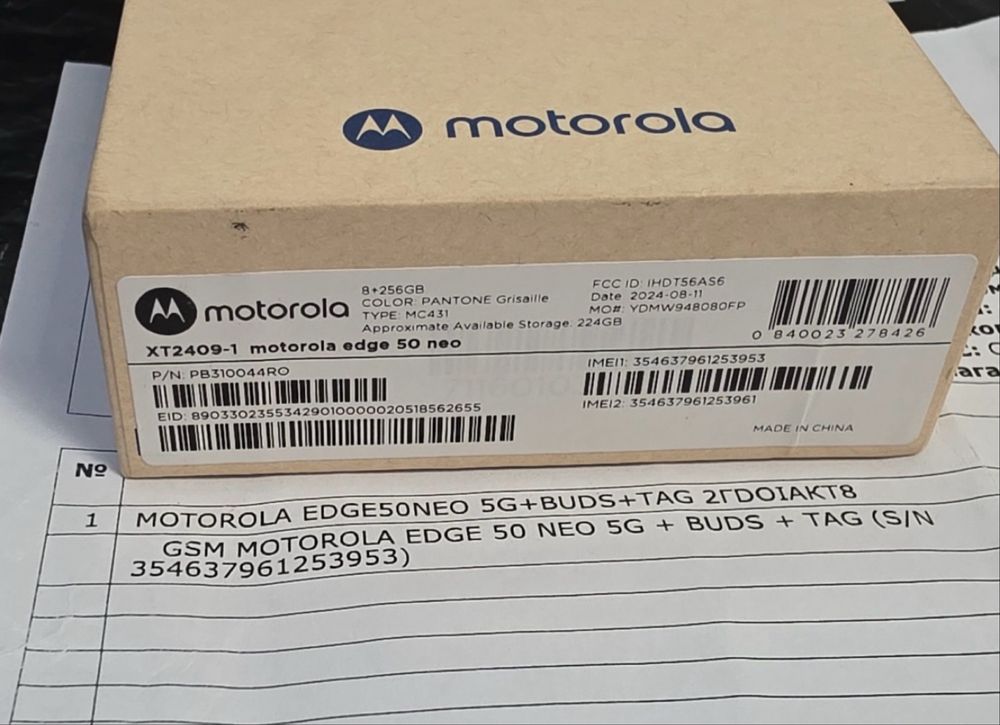 motorola
motorola
8+256GB
COLOR: PANTONE Grisaille
TYPE: MC431
Approximate Available Storage: 224GB
FCC ID: IHDT56AS6
Date 2024-08-11
MO#: YDMW948080FP
0 840023 278426
XT2409-1 motorola edge 50 neo
P/N: PB310044RO
EID: 89033023553429010000020518562655
IMEI1: 354637961253953
IMEI2: 354637961253961
MADE IN CHINA
№
1 MOTOROLA EDGE50NEO 5G+BUDS+TAG 2ГDOIAKT8
GSM MOTOROLA EDGE 50 NEO 5G + BUDS + TAG (S/N
354637961253953)